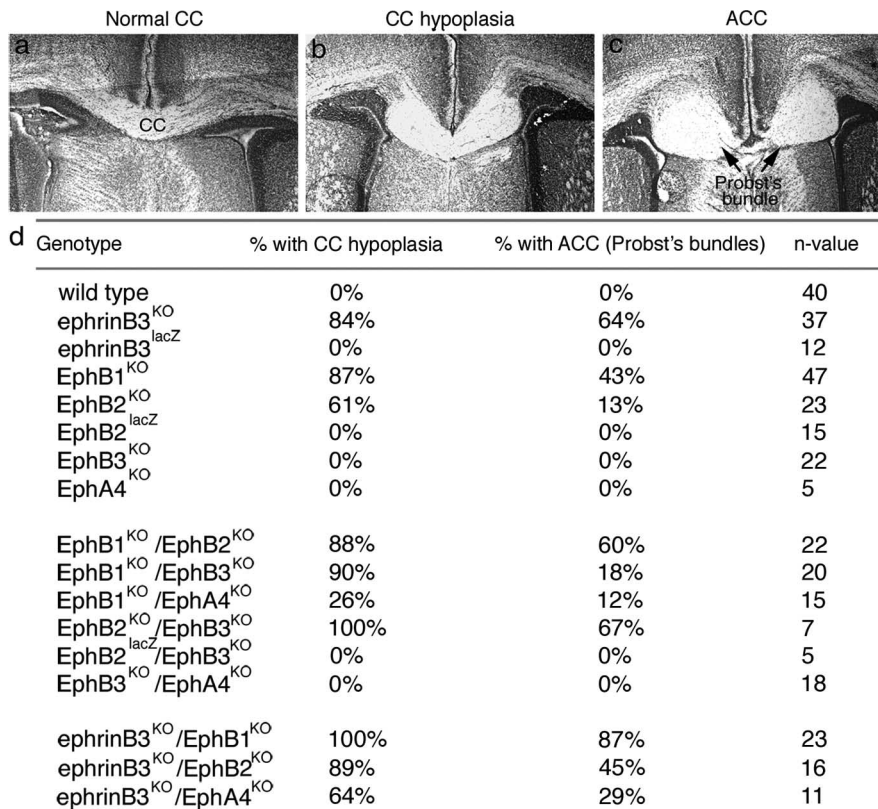 Normal CC
CC hypoplasia
ACC
a
b
c
CC
Probst's
bundle
d
Genotype % with CC hypoplasia % with ACC (Probst's bundles) n-value
wild type 0% 0% 40
ephrinB3KO 84% 64% 37
ephrinB3lacZ 0% 0% 12
EphB1KO 87% 43% 47
EphB2KO 61% 13% 23
EphB2lacZ 0% 0% 15
EphB3KO 0% 0% 22
EphA4KO 0% 0% 5
EphB1KO/EphB2KO 88% 60% 22
EphB1KO/EphB3KO 90% 18% 20
EphB1KO/EphA4KO 26% 12% 15
EphB2KO/EphB3KO 100% 67% 7
EphB2lacZ/EphB3KO 0% 0% 5
EphB3KO/EphA4KO 0% 0% 18
ephrinB3KO/EphB1KO 100% 87% 23
ephrinB3KO/EphB2KO 89% 45% 16
ephrinB3KO/EphA4KO 64% 29% 11